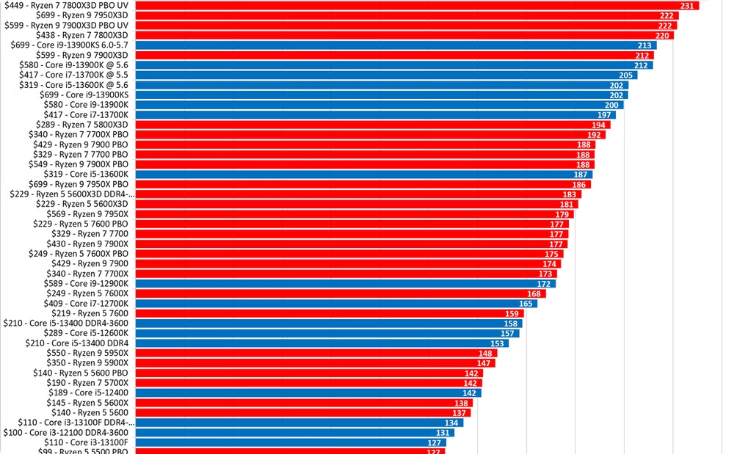 $449 - Ryzen 7 7800X3D PBO UV 231
$699 - Ryzen 9 7950X3D 222
$599 - Ryzen 9 7900X3D PBO UV 222
$438 - Ryzen 7 7800X3D 220
$699 - Core i9-13900KS 6.0-5.7 213
$599 - Ryzen 9 7900X3D 212
$580 - Core i9-13900K @ 5.6 212
$417 - Core i7-13700K @ 5.5 205
$319 - Core i5-13600K @ 5.6 202
$699 - Core i9-13900KS 202
$580 - Core i9-13900K 200
$417 - Core i7-13700K 197
$289 - Ryzen 7 5800X3D 194
$340 - Ryzen 7 7700X PBO 192
$429 - Ryzen 9 7900 PBO 188
$329 - Ryzen 7 7700 PBO 188
$549 - Ryzen 9 7900X PBO 188
$319 - Core i5-13600K 187
$699 - Ryzen 9 7950X PBO 186
$229 - Ryzen 5 5600X3D DDR4-... 183
$229 - Ryzen 5 5600X3D 181
$569 - Ryzen 9 7950X 179
$229 - Ryzen 5 7600 PBO 177
$329 - Ryzen 7 7700 177
$430 - Ryzen 9 7900X 177
$249 - Ryzen 5 7600X PBO 175
$429 - Ryzen 9 7900 174
$340 - Ryzen 7 7700X 173
$589 - Core i9-12900K 172
$249 - Ryzen 5 7600X 168
$409 - Core i7-12700K 165
$219 - Ryzen 5 7600 159
$210 - Core i5-13400 DDR4-3600 158
$289 - Core i5-12600K 157
$210 - Core i5-13400 DDR4 153
$550 - Ryzen 9 5950X 148
$350 - Ryzen 9 5900X 147
$140 - Ryzen 5 5600 PBO 142
$190 - Ryzen 7 5700X 142
$189 - Core i5-12400 142
$145 - Ryzen 5 5600X 138
$140 - Ryzen 5 5600 137
$110 - Core i3-13100F DDR4-... 134
$100 - Core i3-12100 DDR4-3600 131
$110 - Core i3-13100F 127
$99 - Ryzen 5 5500 PBO 127